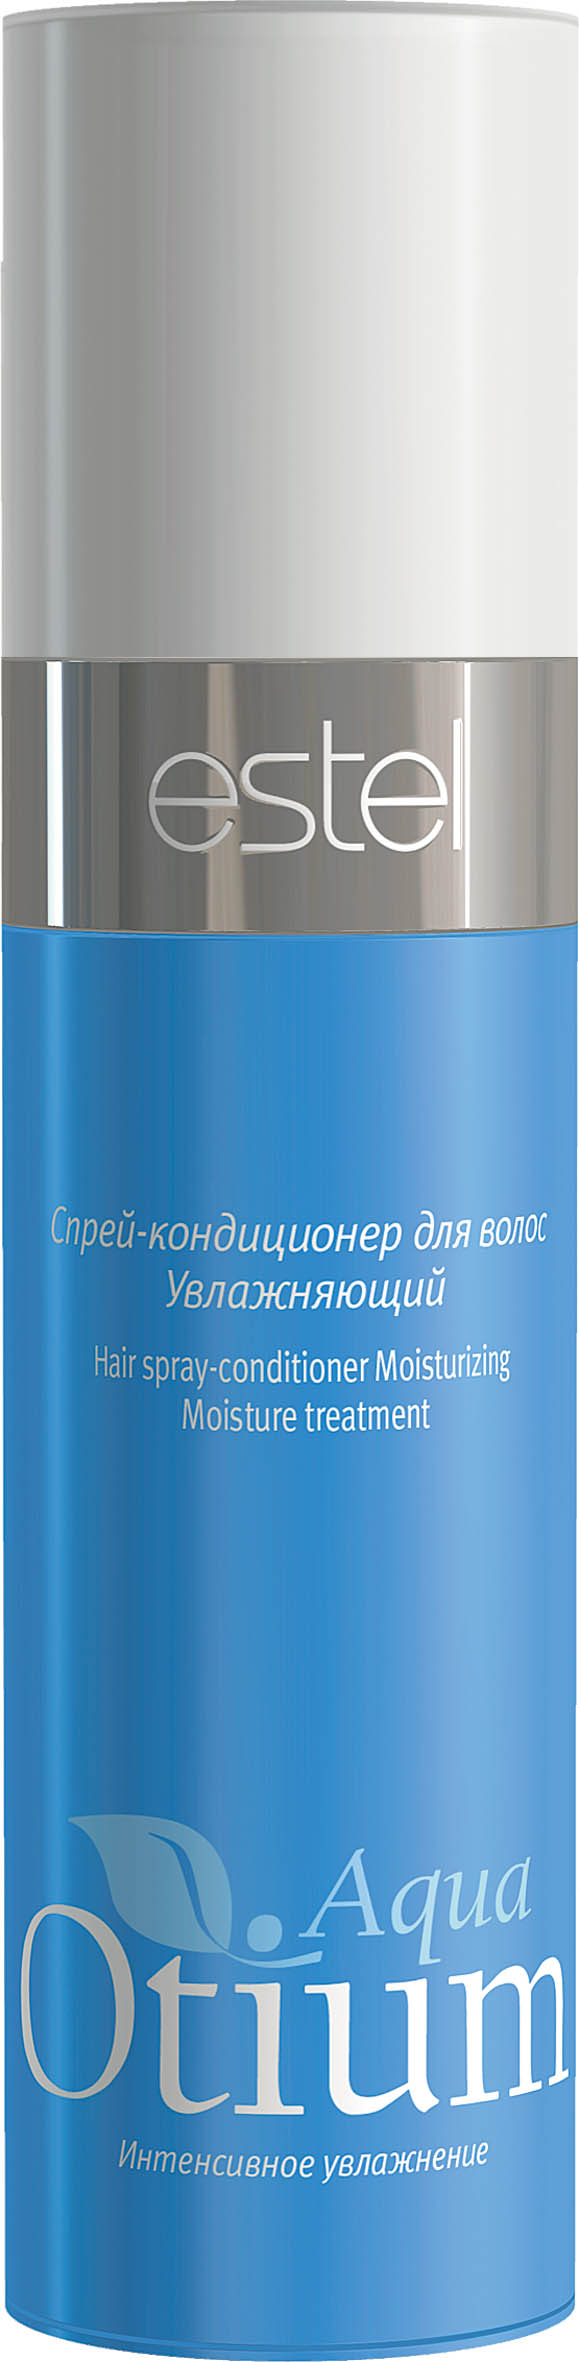 estel
Спрей-кондиционер для волос
Увлажняющий
Hair spray-conditioner Moisturizing
Moisture treatment
Aqua
Otium
Интенсивное увлажнение